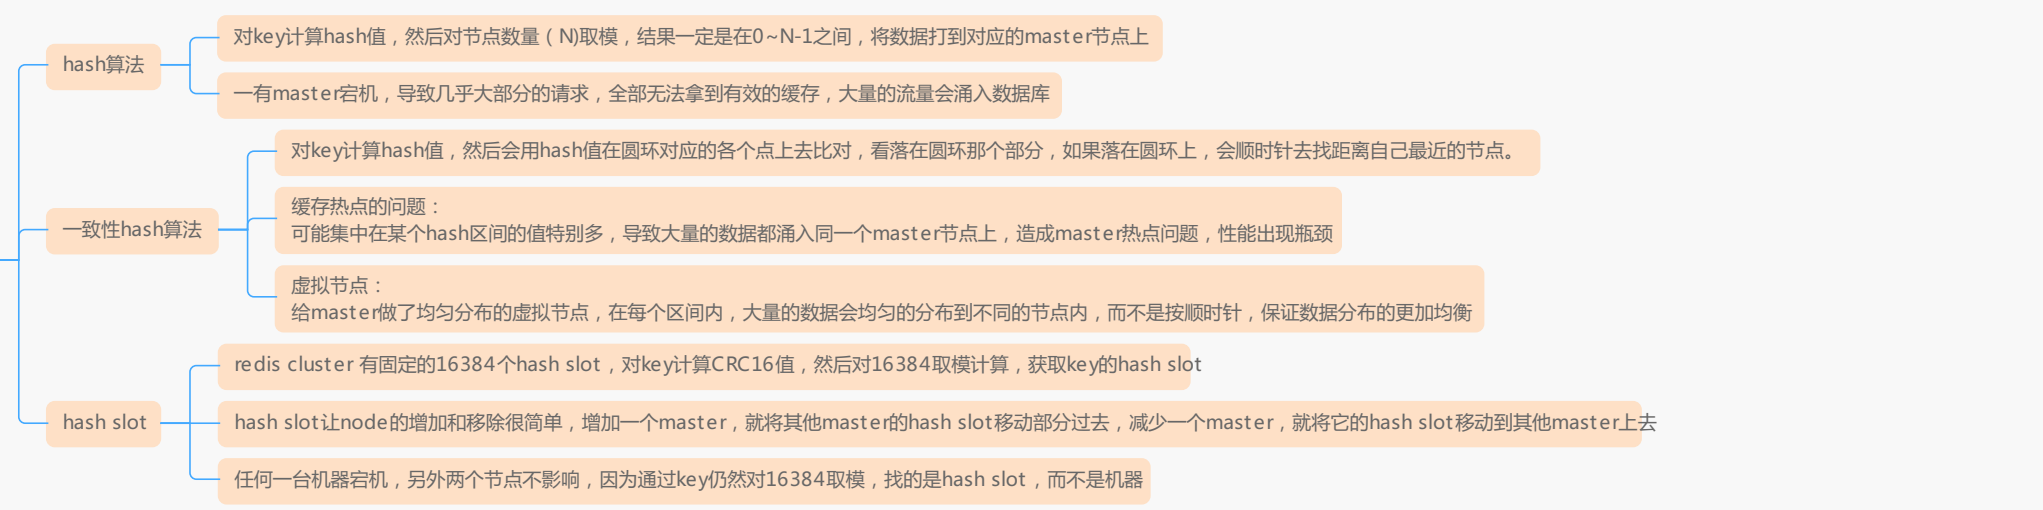 hash算法
对key计算hash值，然后对节点数量（N)取模，结果一定是在0~N-1之间，将数据打到对应的master节点上
一有master宕机，导致几乎大部分的请求，全部无法拿到有效的缓存，大量的流量会涌入数据库
一致性hash算法
对key计算hash值，然后会用hash值在圆环对应的各个点上去比对，看落在圆环那个部分，如果落在圆环上，会顺时针去找距离自己最近的节点。
缓存热点的问题：
可能集中在某个hash区间的值特别多，导致大量的数据都涌入同一个master节点上，造成master热点问题，性能出现瓶颈
虚拟节点：
给master做了均匀分布的虚拟节点，在每个区间内，大量的数据会均匀的分布到不同的节点内，而不是按顺时针，保证数据分布的更加均衡
hash slot
redis cluster 有固定的16384个hash slot，对key计算CRC16值，然后对16384取模计算，获取key的hash slot
hash slot让node的增加和移除很简单，增加一个master，就将其他master的hash slot移动部分过去，减少一个master，就将它的hash slot移动到其他master上去
任何一台机器宕机，另外两个节点不影响，因为通过key仍然对16384取模，找的是hash slot，而不是机器